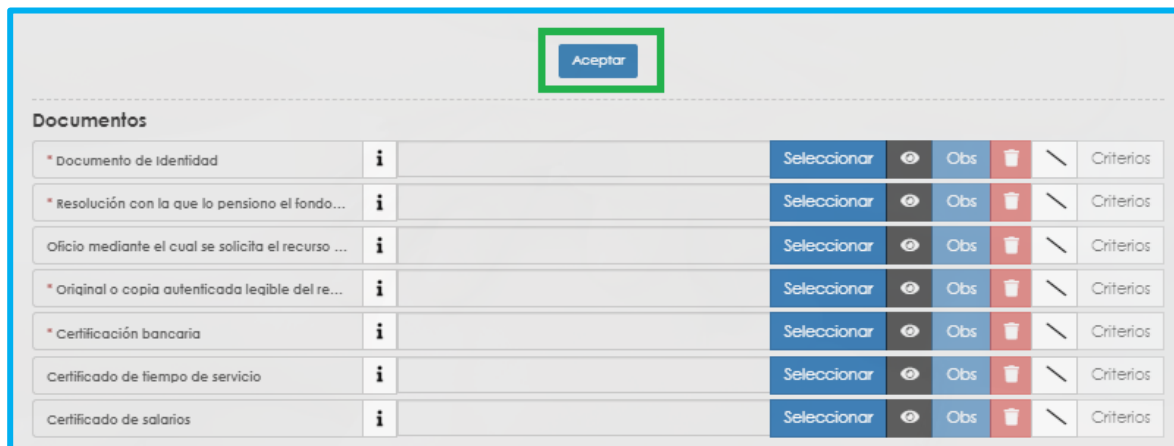 Aceptar
Documentos
* Documento de Identidad i Seleccionar Obs Criterios
* Resolución con la que lo pensiono el fondo... i Seleccionar Obs Criterios
Oficio mediante el cual se solicita el recurso ... i Seleccionar Obs Criterios
* Original o copia autenticada legible del re... i Seleccionar Obs Criterios
* Certificación bancaria i Seleccionar Obs Criterios
Certificado de tiempo de servicio i Seleccionar Obs Criterios
Certificado de salarios i Seleccionar Obs Criterios